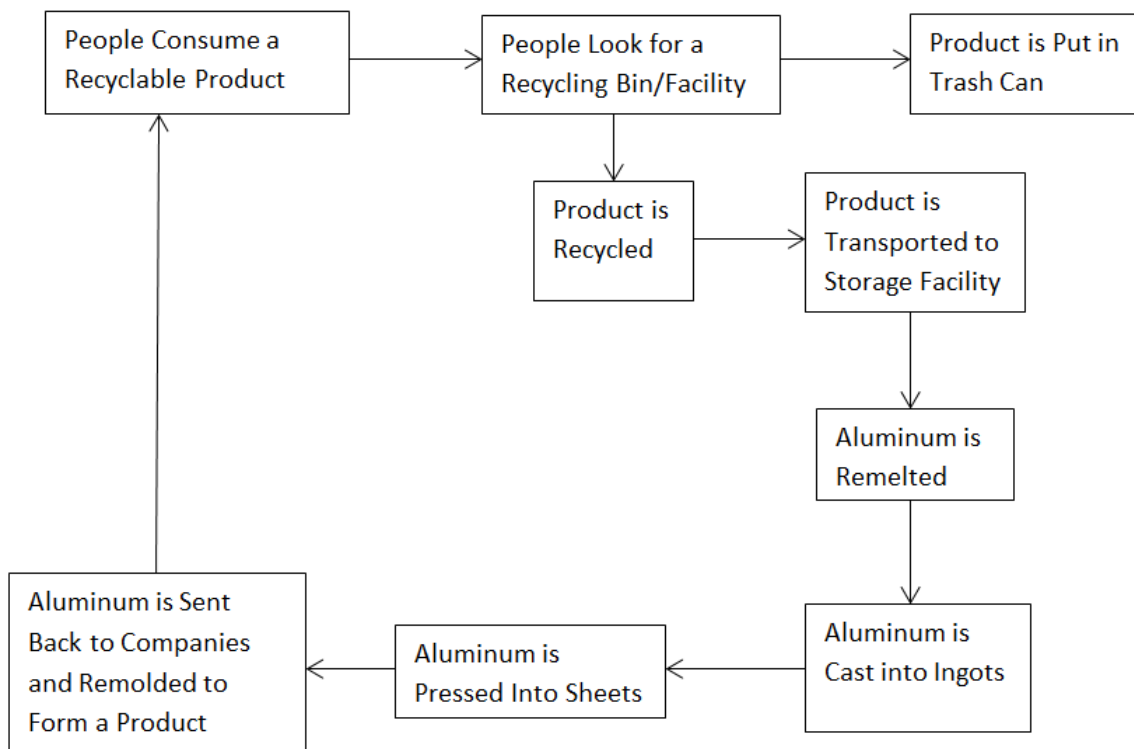 People Consume a
Recyclable Product
People Look for a
Recycling Bin/Facility
Product is Put in
Trash Can
Product is
Recycled
Product is
Transported to
Storage Facility
Aluminum is
Remelted
Aluminum is
Cast into Ingots
Aluminum is
Pressed Into Sheets
Aluminum is Sent
Back to Companies
and Remolded to
Form a Product